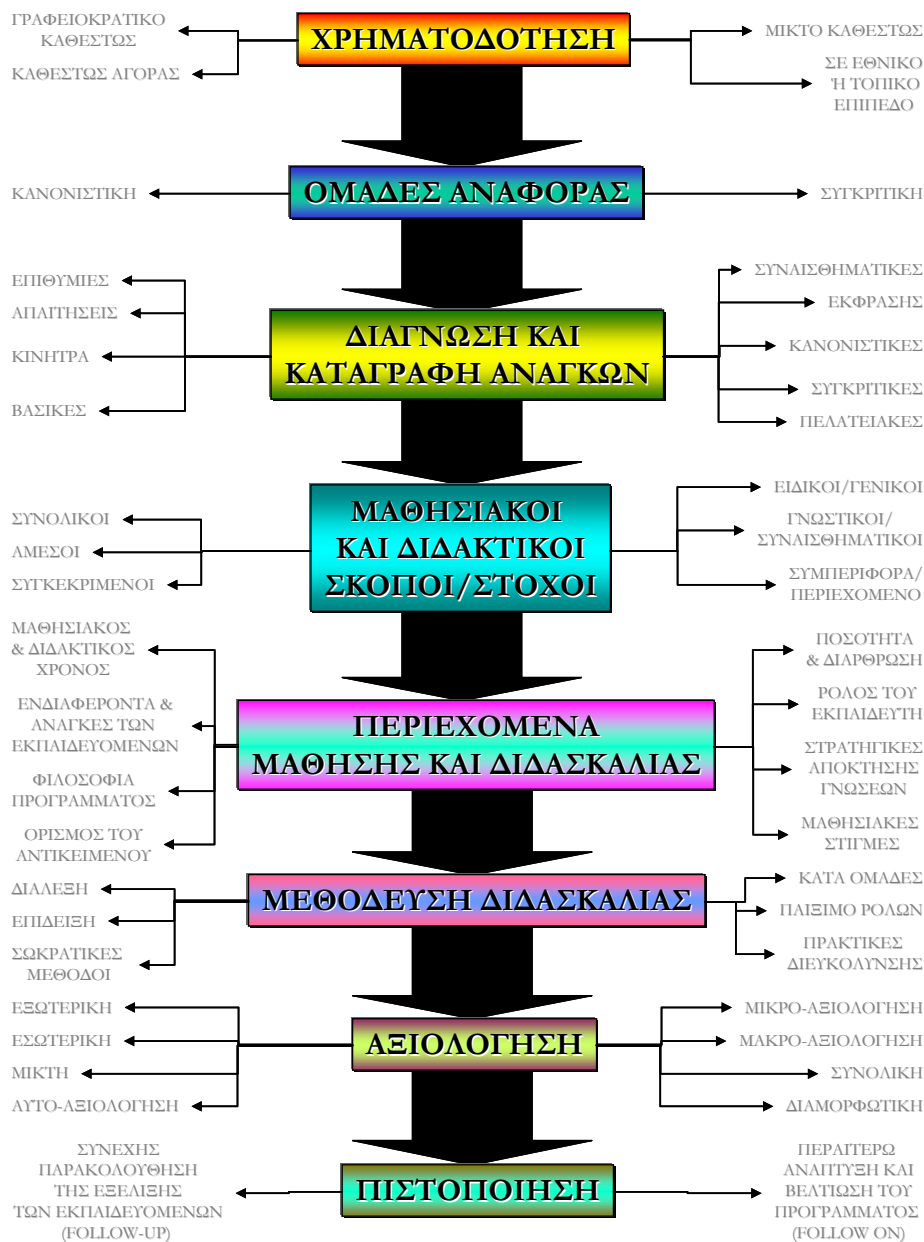 ΓΡΑΦΕΙΟΚΡΑΤΙΚΟ
ΚΑΘΕΣΤΩΣ
ΚΑΘΕΣΤΩΣ ΑΓΟΡΑΣ
ΧΡΗΜΑΤΟΔΟΤΗΣΗ
ΜΙΚΤΟ ΚΑΘΕΣΤΩΣ
ΣΕ ΕΘΝΙΚΟ
Ή ΤΟΠΙΚΟ
ΕΠΙΠΕΔΟ
ΚΑΝΟΝΙΣΤΙΚΗ
ΟΜΑΔΕΣ ΑΝΑΦΟΡΑΣ
ΣΥΓΚΡΙΤΙΚΗ
ΕΠΙΘΥΜΙΕΣ
ΑΠΑΙΤΗΣΕΙΣ
ΚΙΝΗΤΡΑ
ΒΑΣΙΚΕΣ
ΔΙΑΓΝΩΣΗ ΚΑΙ
ΚΑΤΑΓΡΑΦΗ ΑΝΑΓΚΩΝ
ΣΥΝΑΙΣΘΗΜΑΤΙΚΕΣ
ΕΚΦΡΑΣΗΣ
ΚΑΝΟΝΙΣΤΙΚΕΣ
ΣΥΓΚΡΙΤΙΚΕΣ
ΠΕΛΑΤΕΙΑΚΕΣ
ΣΥΝΟΛΙΚΟΙ
ΑΜΕΣΟΙ
ΣΥΓΚΕΚΡΙΜΕΝΟΙ
ΜΑΘΗΣΙΑΚΟΙ
ΚΑΙ ΔΙΔΑΚΤΙΚΟΙ
ΣΚΟΠΟΙ/ΣΤΟΧΟΙ
ΕΙΔΙΚΟΙ/ΓΕΝΙΚΟΙ
ΓΝΩΣΤΙΚΟΙ/
ΣΥΝΑΙΣΘΗΜΑΤΙΚΟΙ
ΣΥΜΠΕΡΙΦΟΡΑ/
ΠΕΡΙΕΧΟΜΕΝΟ
ΜΑΘΗΣΙΑΚΟΣ
& ΔΙΔΑΚΤΙΚΟΣ
ΧΡΟΝΟΣ
ΕΝΔΙΑΦΕΡΟΝΤΑ &
ΑΝΑΓΚΕΣ ΤΩΝ
ΕΚΠΑΙΔΕΥΟΜΕΝΩΝ
ΦΙΛΟΣΟΦΙΑ
ΠΡΟΓΡΑΜΜΑΤΟΣ
ΟΡΙΣΜΟΣ ΤΟΥ
ΑΝΤΙΚΕΙΜΕΝΟΥ
ΠΕΡΙΕΧΟΜΕΝΑ
ΜΑΘΗΣΗΣ ΚΑΙ ΔΙΔΑΣΚΑΛΙΑΣ
ΠΟΣΟΤΗΤΑ
& ΔΙΑΡΘΡΩΣΗ
ΡΟΛΟΣ ΤΟΥ
ΕΚΠΑΙΔΕΥΤΗ
ΣΤΡΑΤΗΓΙΚΕΣ
ΑΠΟΚΤΗΣΗΣ
ΓΝΩΣΕΩΝ
ΜΑΘΗΣΙΑΚΕΣ
ΣΤΙΓΜΕΣ
ΔΙΑΛΕΞΗ
ΕΠΙΔΕΙΞΗ
ΣΩΚΡΑΤΙΚΕΣ
ΜΕΘΟΔΟΙ
ΜΕΘΟΔΕΥΣΗ ΔΙΔΑΣΚΑΛΙΑΣ
ΚΑΤΑ ΟΜΑΔΕΣ
ΠΑΙΞΙΜΟ ΡΟΛΩΝ
ΠΡΑΚΤΙΚΕΣ
ΔΙΕΥΚΟΛΥΝΣΗΣ
ΕΞΩΤΕΡΙΚΗ
ΕΣΩΤΕΡΙΚΗ
ΜΙΚΤΗ
ΑΥΤΟ-ΑΞΙΟΛΟΓΗΣΗ
ΑΞΙΟΛΟΓΗΣΗ
ΜΙΚΡΟ-ΑΞΙΟΛΟΓΗΣΗ
ΜΑΚΡΟ-ΑΞΙΟΛΟΓΗΣΗ
ΣΥΝΟΛΙΚΗ
ΔΙΑΜΟΡΦΩΤΙΚΗ
ΣΥΝΕΧΗΣ
ΠΑΡΑΚΟΛΟΥΘΗΣΗ
ΤΗΣ ΕΞΕΛΙΞΗΣ
ΤΩΝ ΕΚΠΑΙΔΕΥΟΜΕΝΩΝ
(FOLLOW-UP)
ΠΙΣΤΟΠΟΙΗΣΗ
ΠΕΡΑΙΤΕΡΩ
ΑΝΑΠΤΥΞΗ ΚΑΙ
ΒΕΛΤΙΩΣΗ ΤΟΥ
ΠΡΟΓΡΑΜΜΑΤΟΣ
(FOLLOW ON)